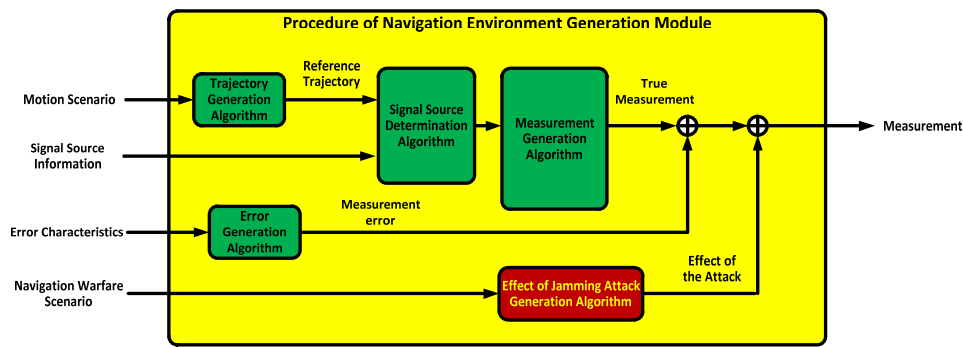 Procedure of Navigation Environment Generation Module
Motion Scenario
Trajectory
Generation
Algorithm
Reference
Trajectory
Signal Source
Determination
Algorithm
Measurement
Generation
Algorithm
True
Measurement
Measurement
Signal Source
Information
Error Characteristics
Error
Generation
Algorithm
Measurement
error
Navigation Warfare
Scenario
Effect of Jamming Attack
Generation Algorithm
Effect of
the Attack